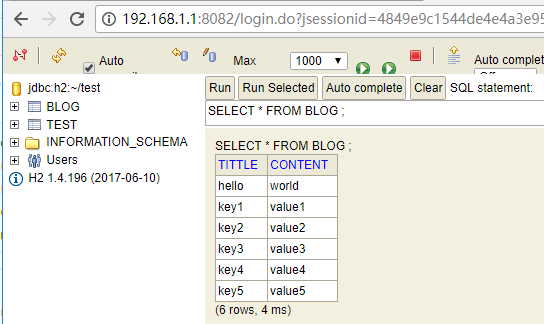 192.168.1.1:8082/login.do?jsessionid=4849e9c1544de4e4a3e95
Auto
Max
1000
Auto complet
jdbc:h2:~/test
BLOG
TEST
INFORMATION_SCHEMA
Users
H2 1.4.196 (2017-06-10)
Run Run Selected Auto complete Clear SQL statement:
SELECT * FROM BLOG ;
SELECT * FROM BLOG ;
TITTLE CONTENT
hello world
key1 value1
key2 value2
key3 value3
key4 value4
key5 value5
(6 rows, 4 ms)